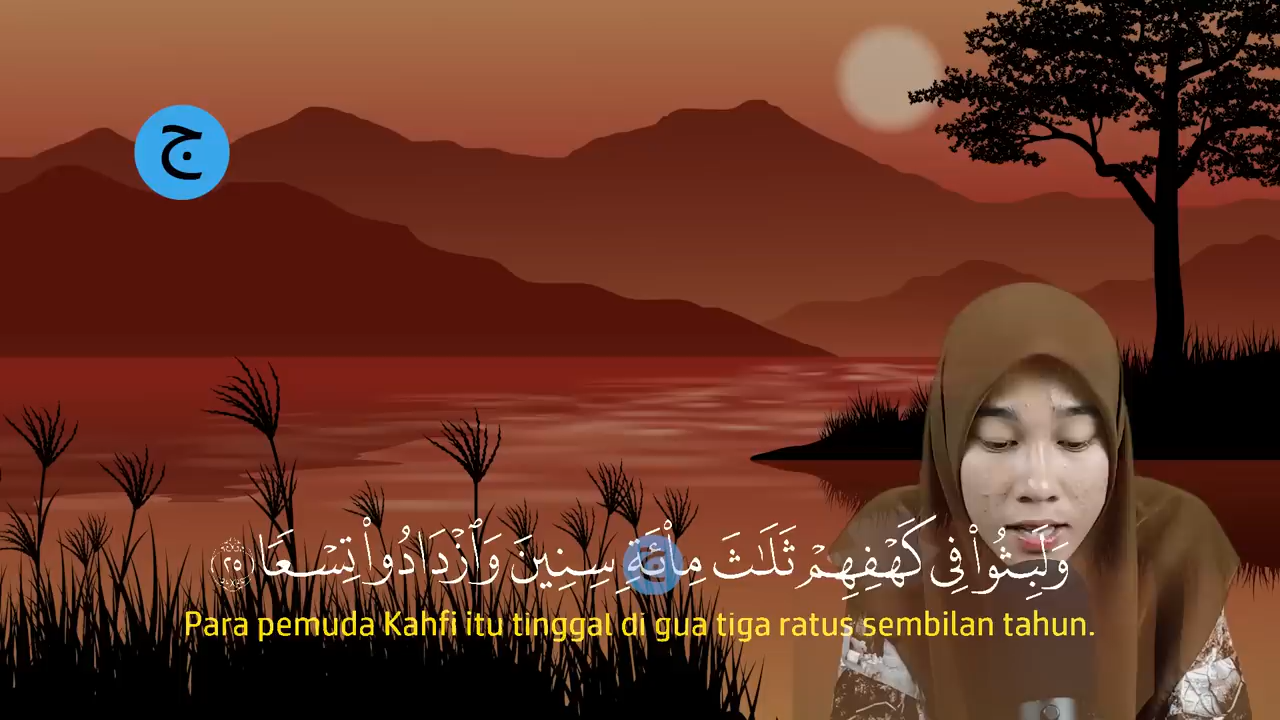 ج
وَلَبِثُوا۟ فِى كَهْفِهِمْ ثَلَـٰثَ مِا۟ئَةٍ سِنِينَ وَٱزْدَادُوا۟ تِسْعًا ٢٥
Para pemuda Kahfi itu tinggal di gua tiga ratus sembilan tahun.